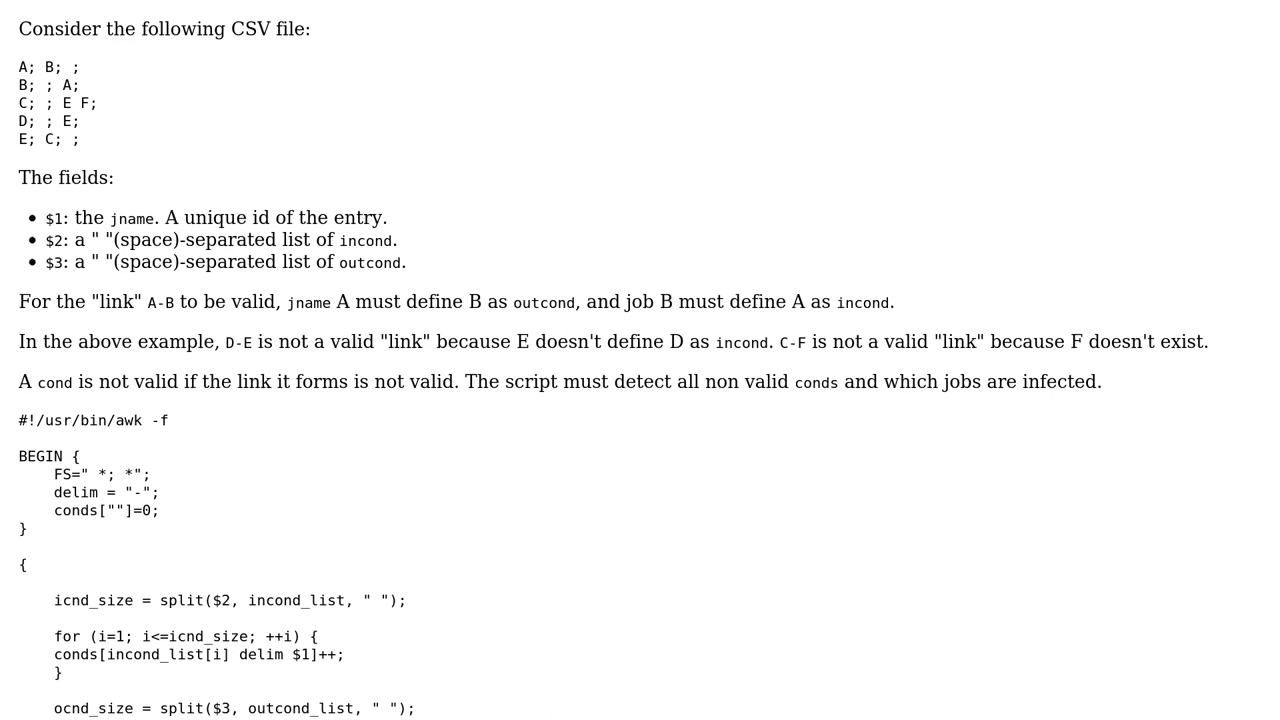 Consider the following CSV file:
A; B; ;
B; ; A;
C; ; E F;
D; ; E;
E; C; ;
The fields:
• $1: the jname. A unique id of the entry.
• $2: a " "(space)-separated list of incond.
• $3: a " "(space)-separated list of outcond.
For the "link" A-B to be valid, jname A must define B as outcond, and job B must define A as incond.
In the above example, D-E is not a valid "link" because E doesn't define D as incond. C-F is not a valid "link" because F doesn't exist.
A cond is not valid if the link it forms is not valid. The script must detect all non valid conds and which jobs are infected.
#!/usr/bin/awk -f
BEGIN {
    FS=" *; *";
    delim = "-";
    conds[""]=0;
}
{
    icnd_size = split($2, incond_list, " ");
    for (i=1; i<=icnd_size; ++i) {
    conds[incond_list[i] delim $1]++;
    }
    ocnd_size = split($3, outcond_list, " ");